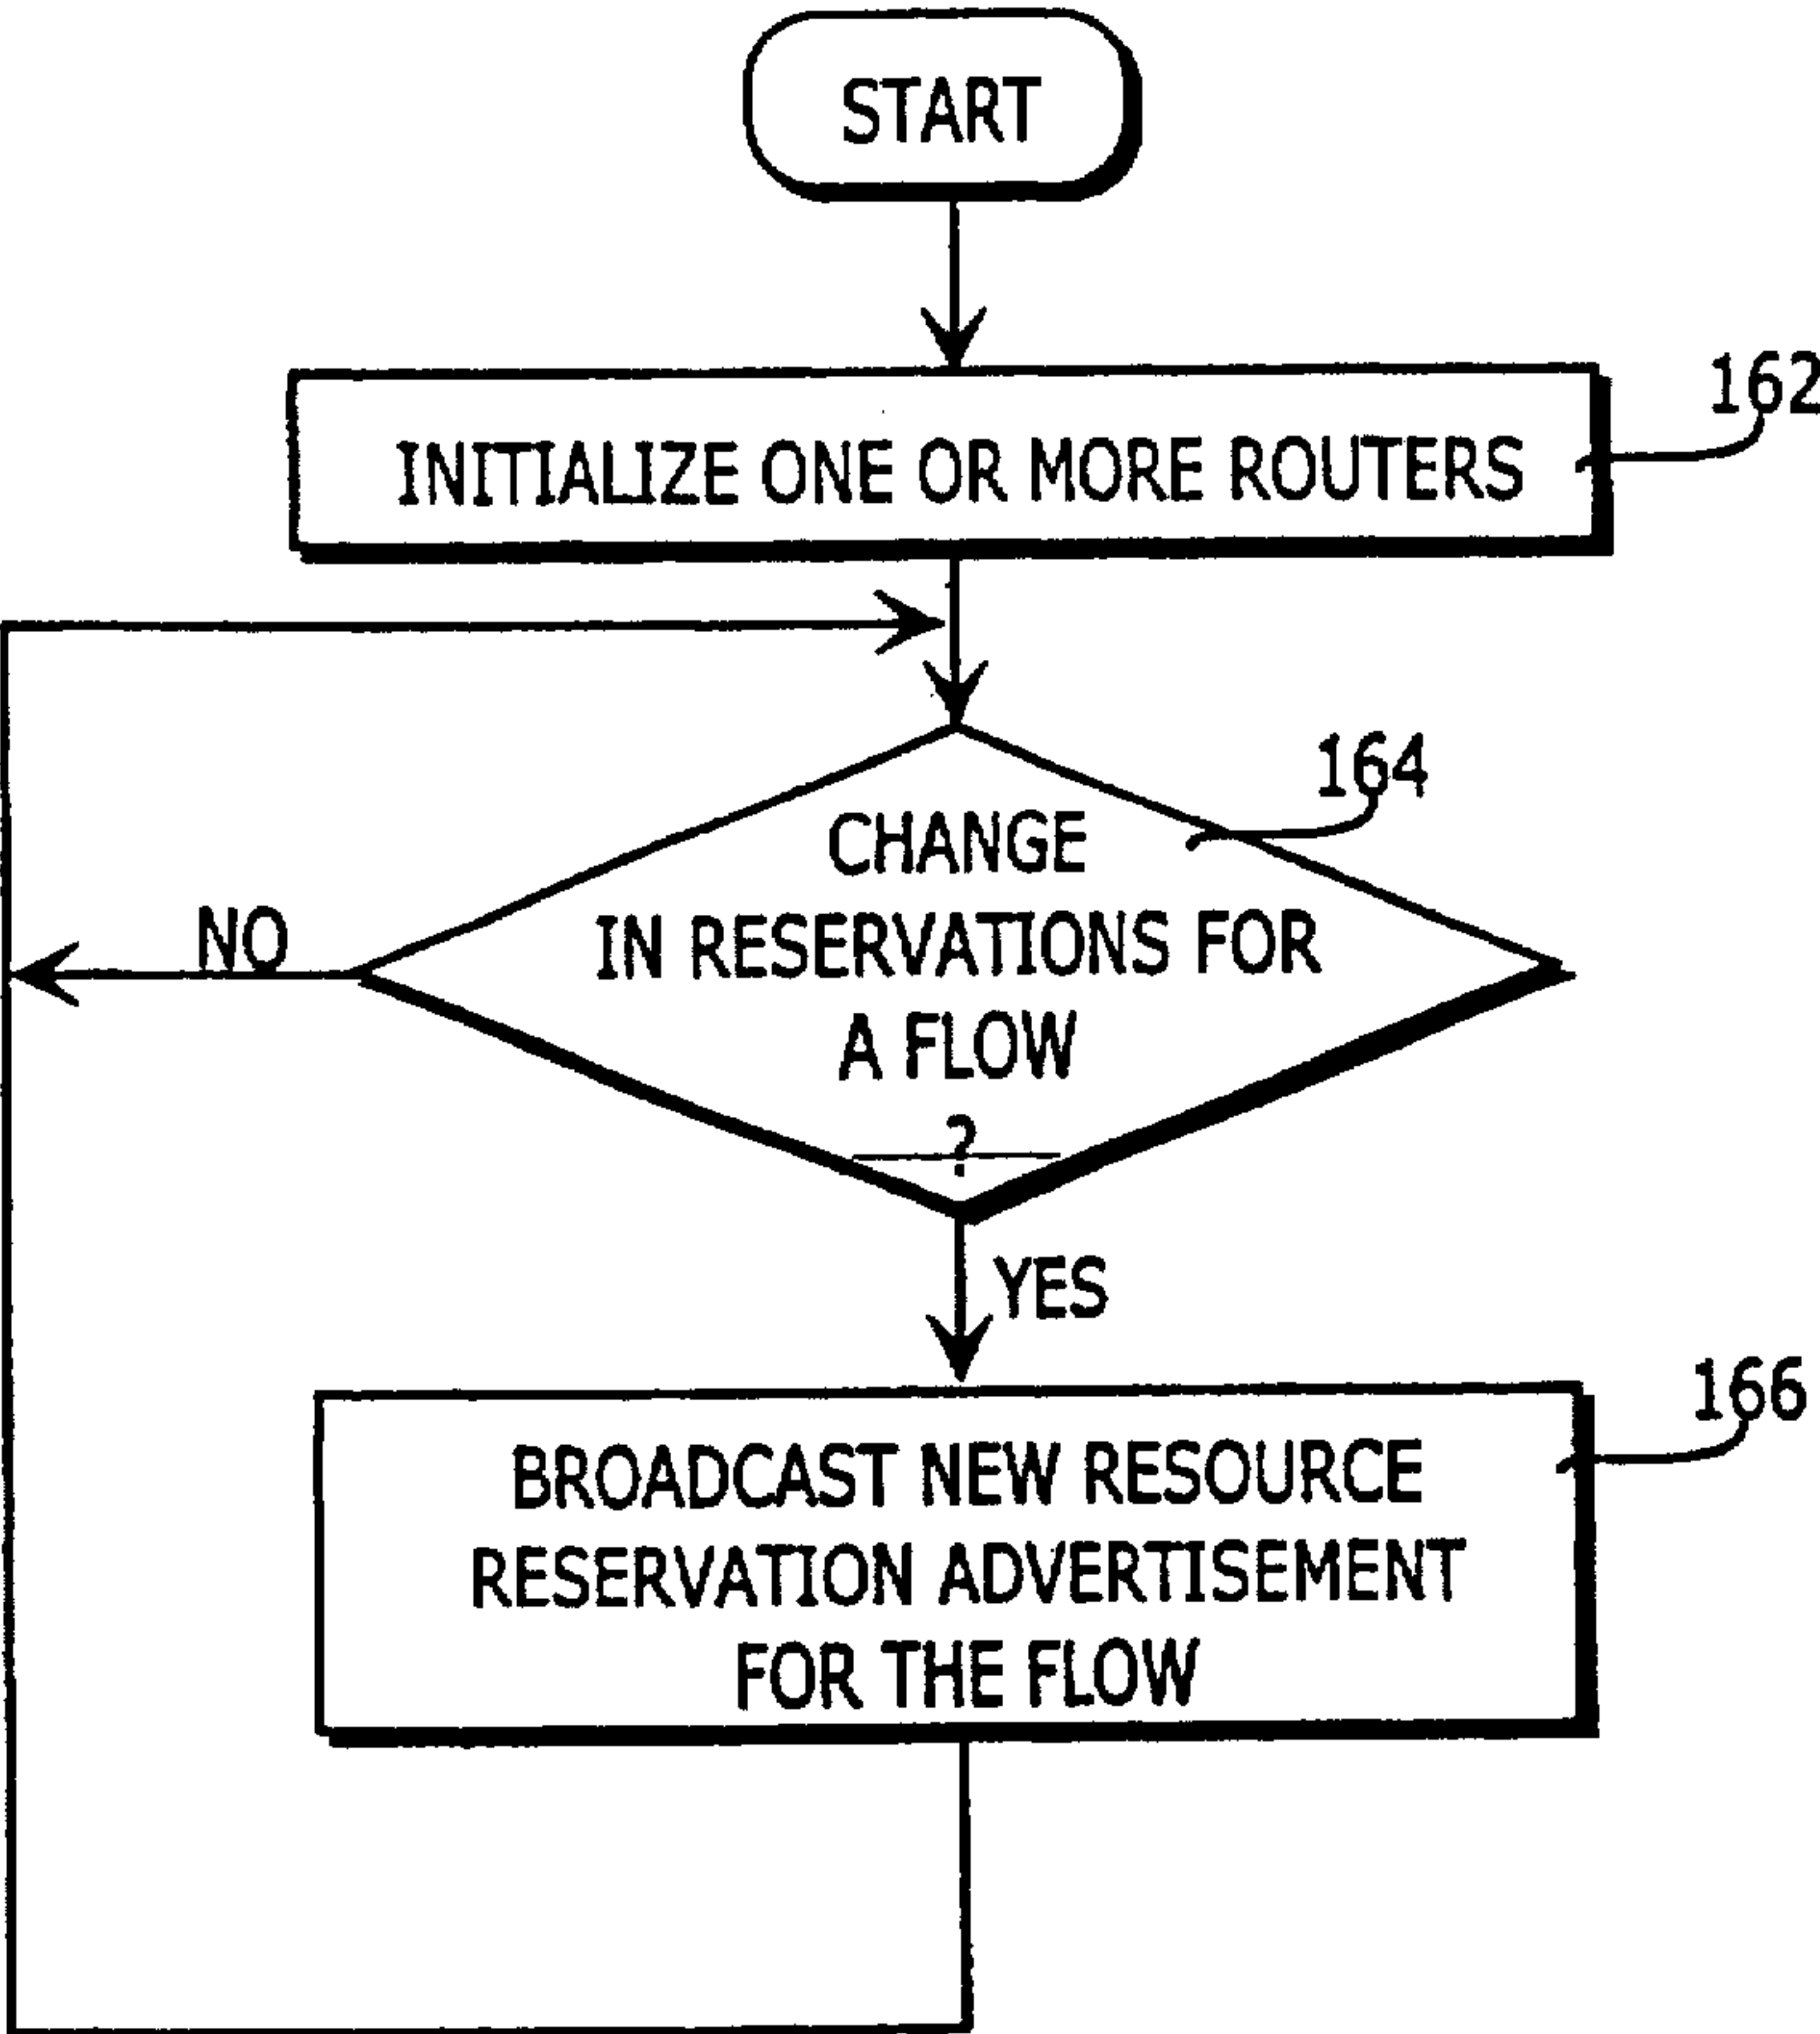 START
162
INITIALIZE ONE OR MORE ROUTERS
164
CHANGE
IN RESERVATIONS FOR
A FLOW
?
NO
YES
166
BROADCAST NEW RESOURCE
RESERVATION ADVERTISEMENT
FOR THE FLOW